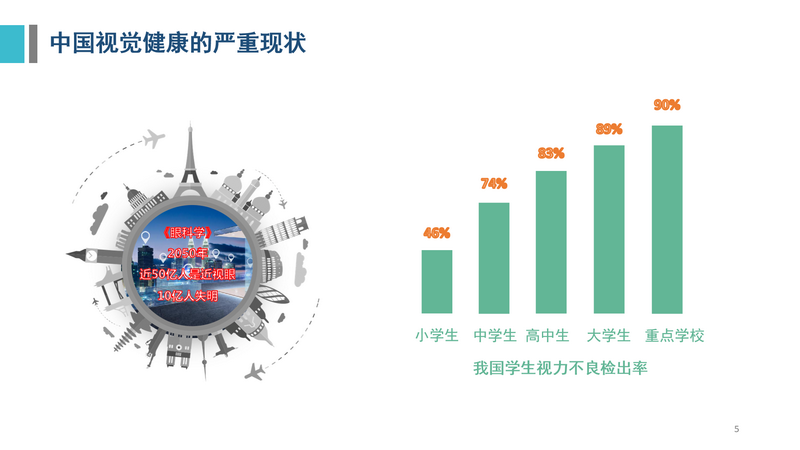 中国视觉健康的严重现状
《眼科学》
2050年
近50亿人是近视眼
10亿人失明
46%
74%
83%
89%
90%
小学生 中学生 高中生 大学生 重点学校
我国学生视力不良检出率
5